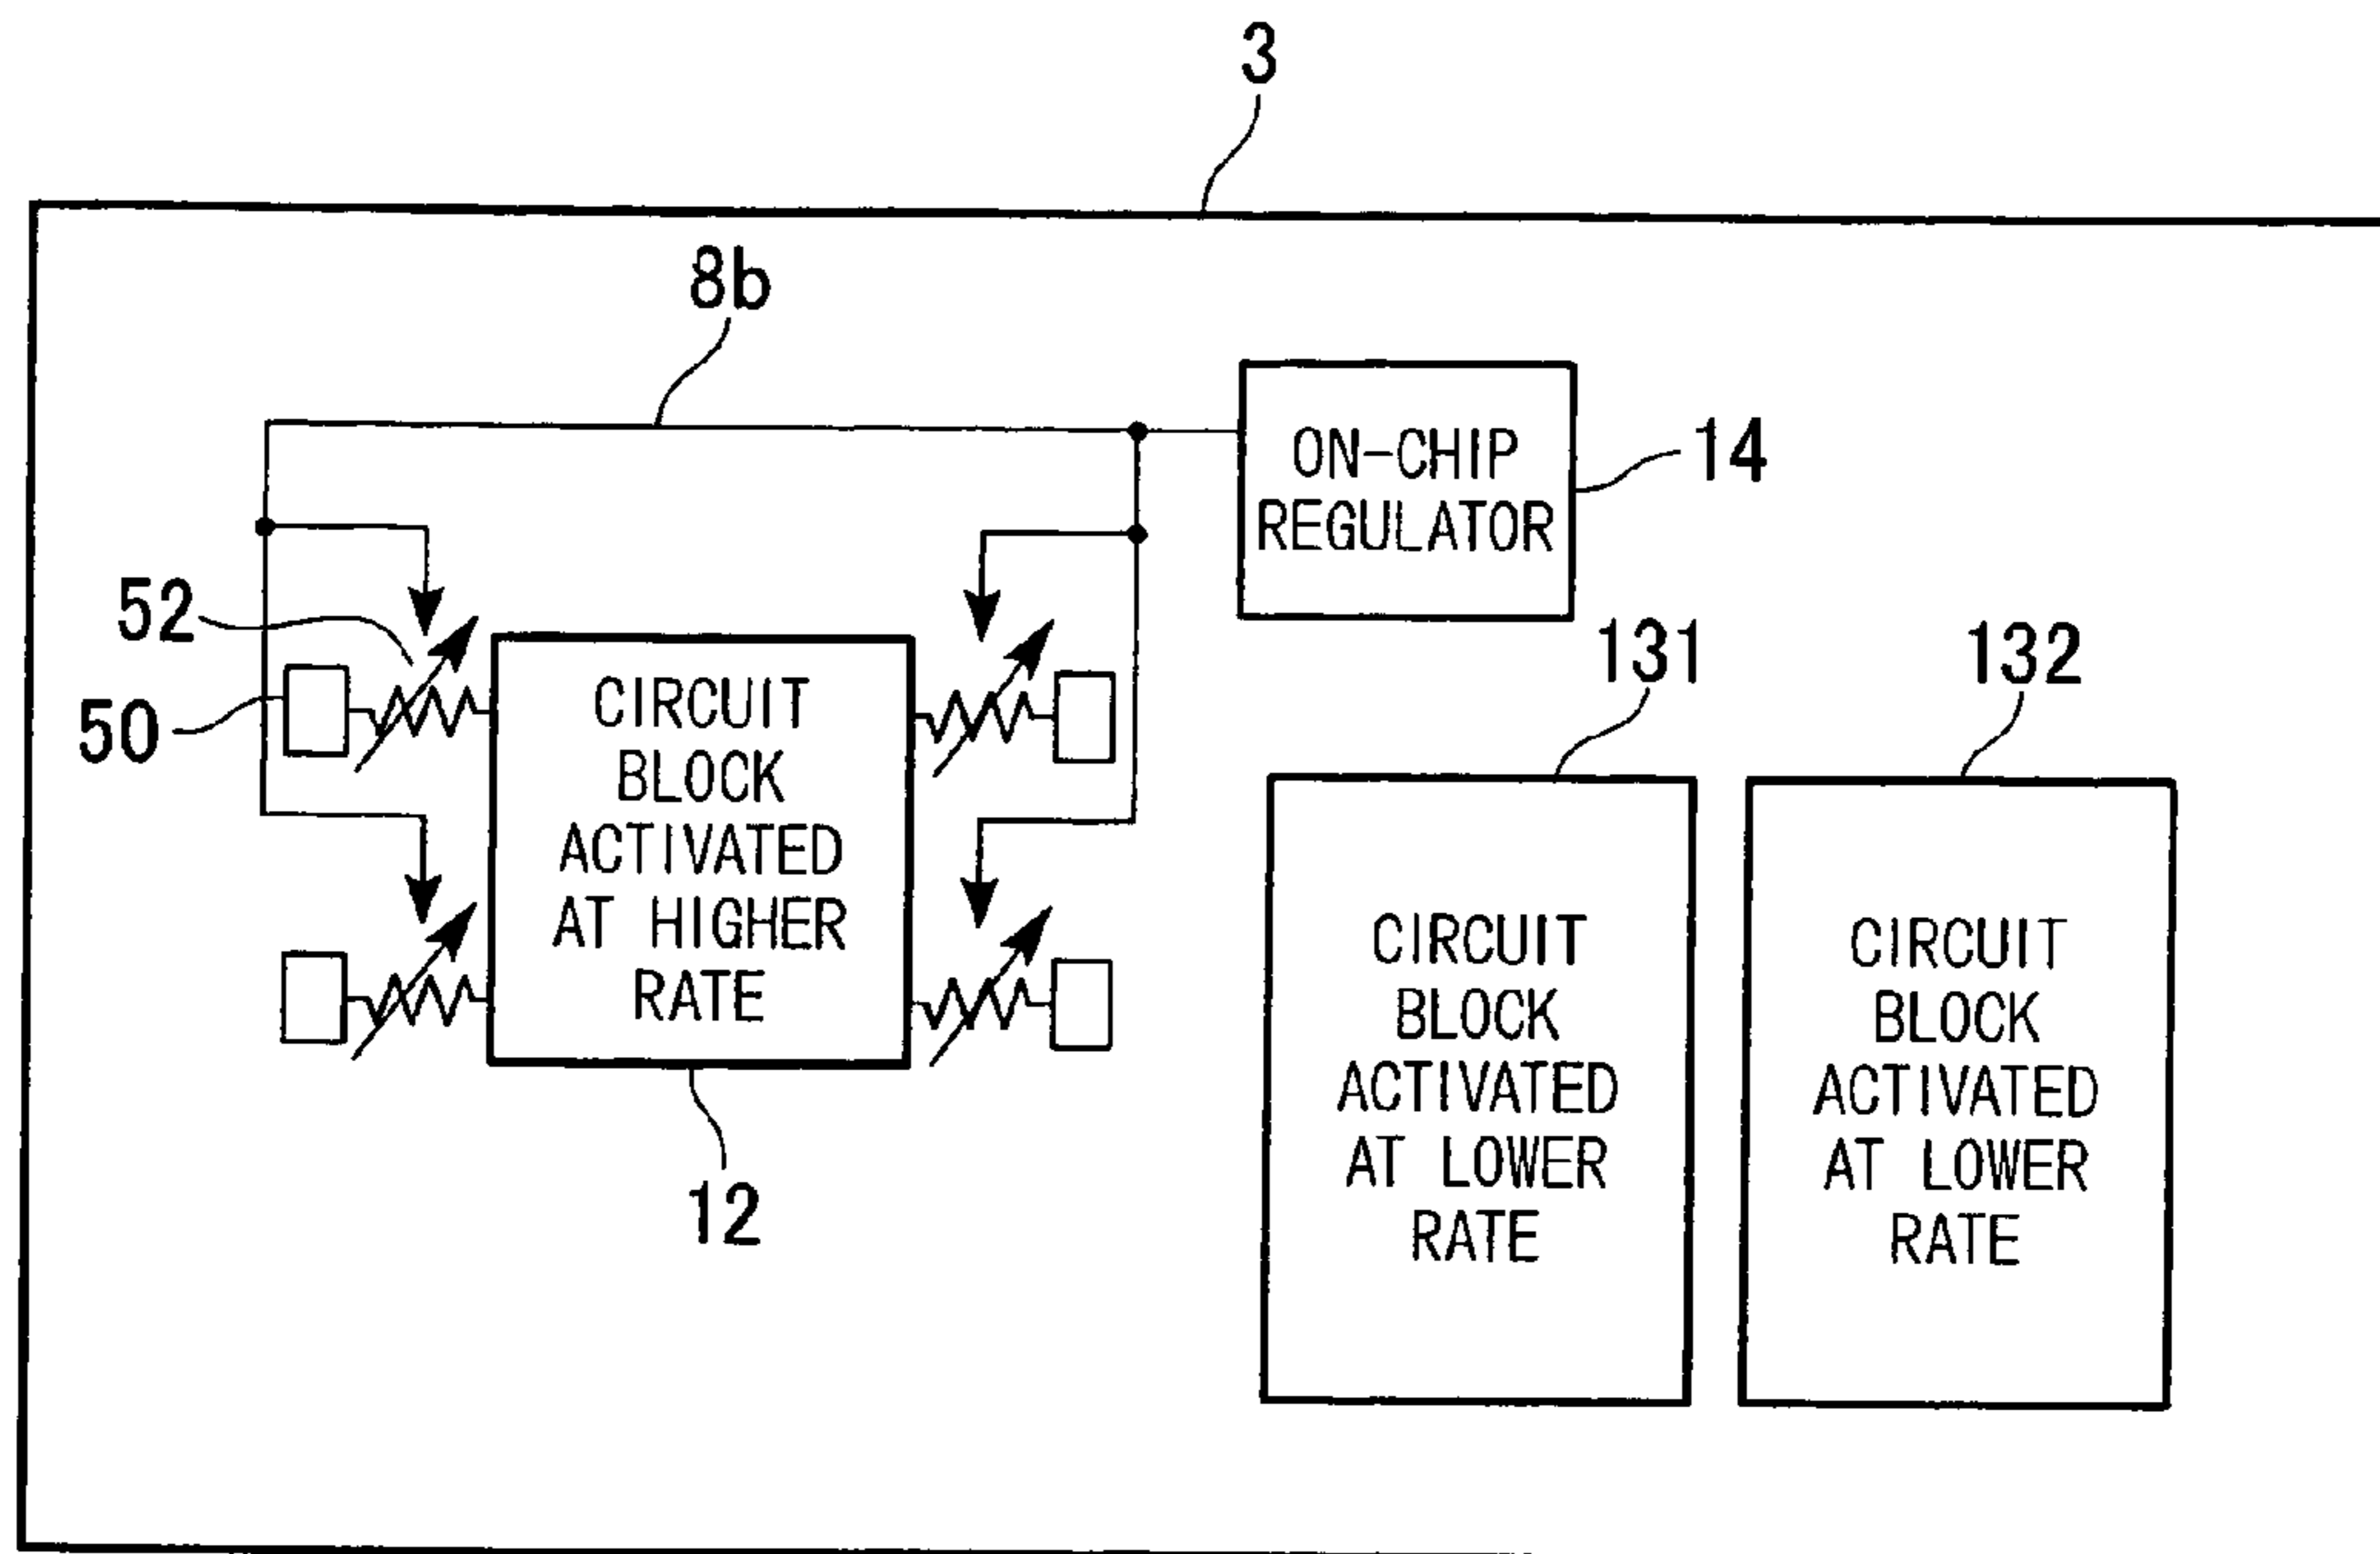 3
8b
ON-CHIP
REGULATOR
14
52
50
CIRCUIT
BLOCK
ACTIVATED
AT HIGHER
RATE
12
131
132
CIRCUIT
BLOCK
ACTIVATED
AT LOWER
RATE
CIRCUIT
BLOCK
ACTIVATED
AT LOWER
RATE